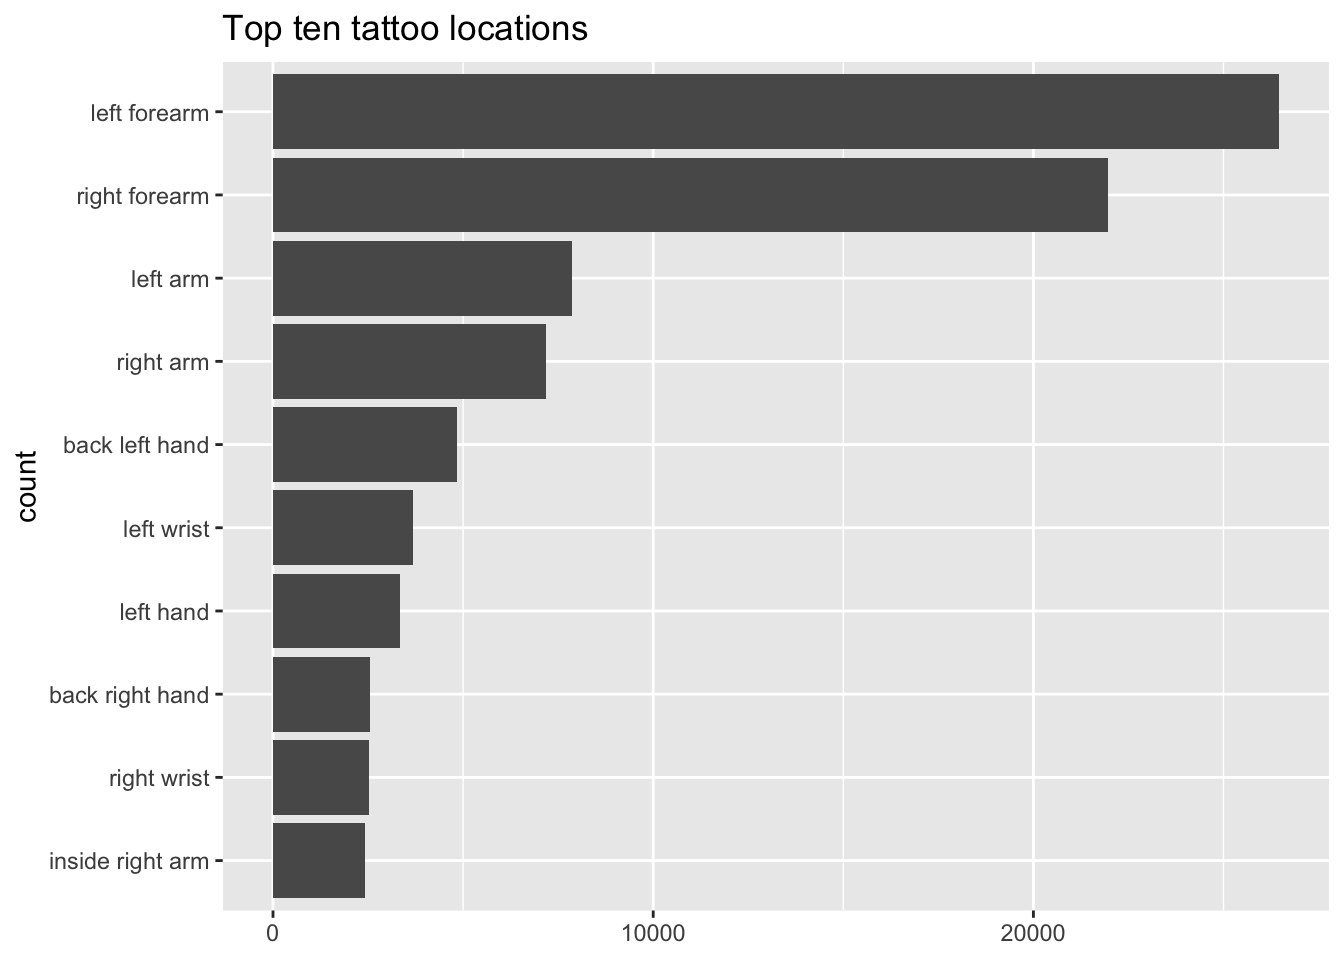 Top ten tattoo locations
count
left forearm
right forearm
left arm
right arm
back left hand
left wrist
left hand
back right hand
right wrist
inside right arm
0 10000 20000